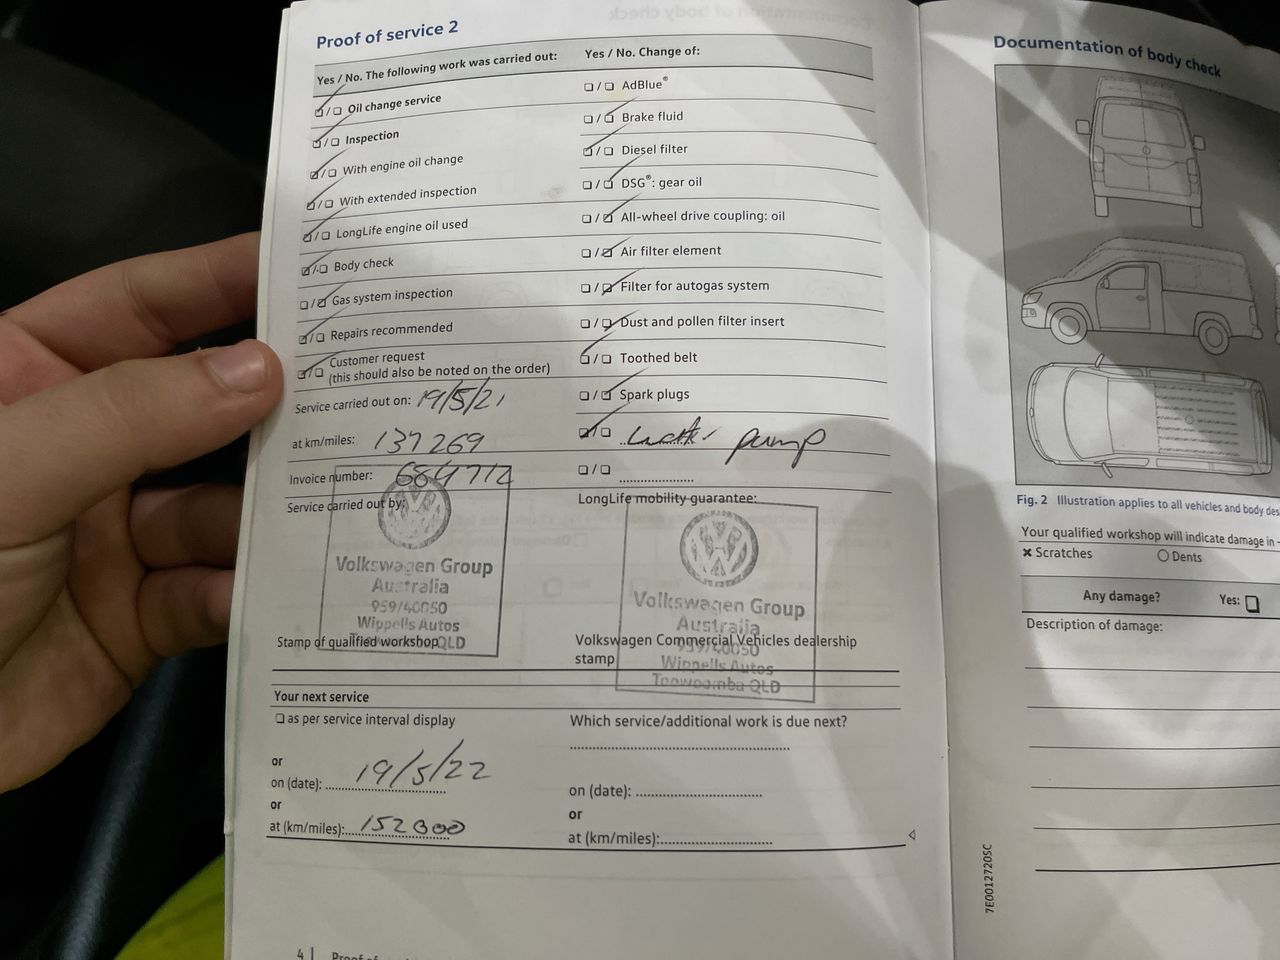 Proof of service 2
Yes / No. The following work was carried out:
Oil change service
Inspection
With engine oil change
With extended inspection
LongLife engine oil used
Body check
Gas system inspection
Repairs recommended
Customer request
(this should also be noted on the order)
Service carried out on: 19/5/21
at km/miles: 137269
Invoice number: 684772
Service carried out by:
Volkswagen Group
Australia
959/40050
Wippells Autos
QLD
Stamp of qualified workshop
Yes / No. Change of:
AdBlue®
Brake fluid
Diesel filter
DSG®: gear oil
All-wheel drive coupling: oil
Air filter element
Filter for autogas system
Dust and pollen filter insert
Toothed belt
Spark plugs
water pump
LongLife mobility guarantee:
Volkswagen Group
Australia
959/40050
Wippells Autos
Toowoomba QLD
Volkswagen Commercial Vehicles dealership
stamp
Your next service
as per service interval display
or
on (date): 19/5/22
or
at (km/miles): 152000
Which service/additional work is due next?
on (date):
or
at (km/miles):
4 | Proof of
Documentation of body check
Fig. 2 Illustration applies to all vehicles and body
Your qualified workshop will indicate damage in
Scratches
Dents
Any damage? Yes:
Description of damage:
7E0012720SC